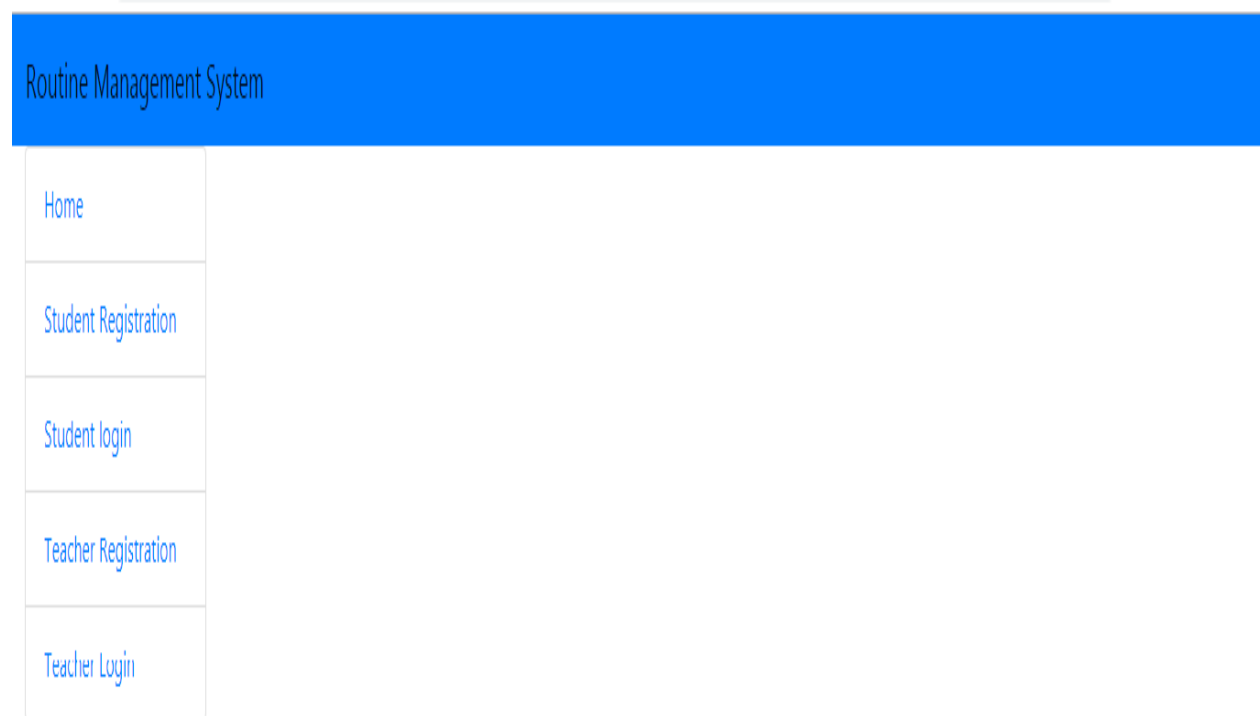 Routine Management System
Home
Student Registration
Student login
Teacher Registration
Teacher Login